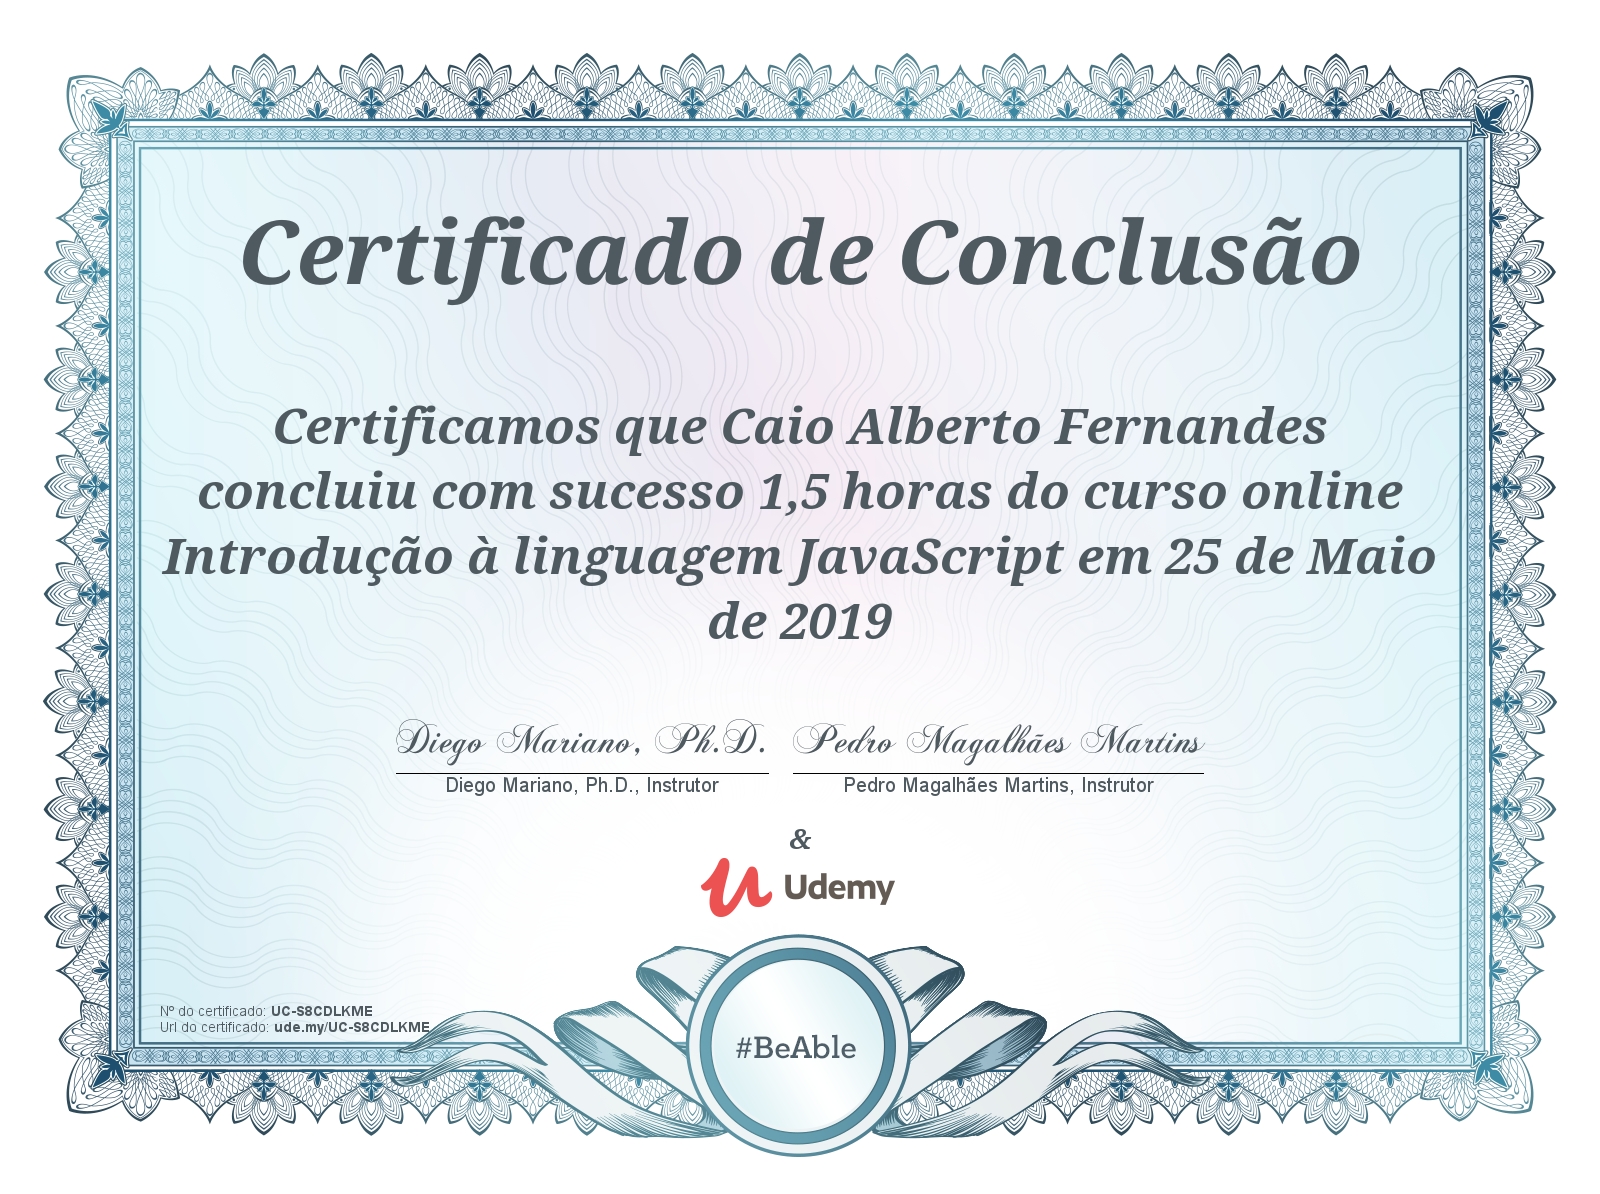 Certificado de Conclusão
Certificamos que Caio Alberto Fernandes
concluiu com sucesso 1,5 horas do curso online
Introdução à linguagem JavaScript em 25 de Maio
de 2019
Diego Mariano, Ph.D. Pedro Magalhães Martins
Diego Mariano, Ph.D., Instrutor Pedro Magalhães Martins, Instrutor
&
Udemy
Nº do certificado: UC-S8CDLKME
Url do certificado: ude.my/UC-S8CDLKME
#BeAble